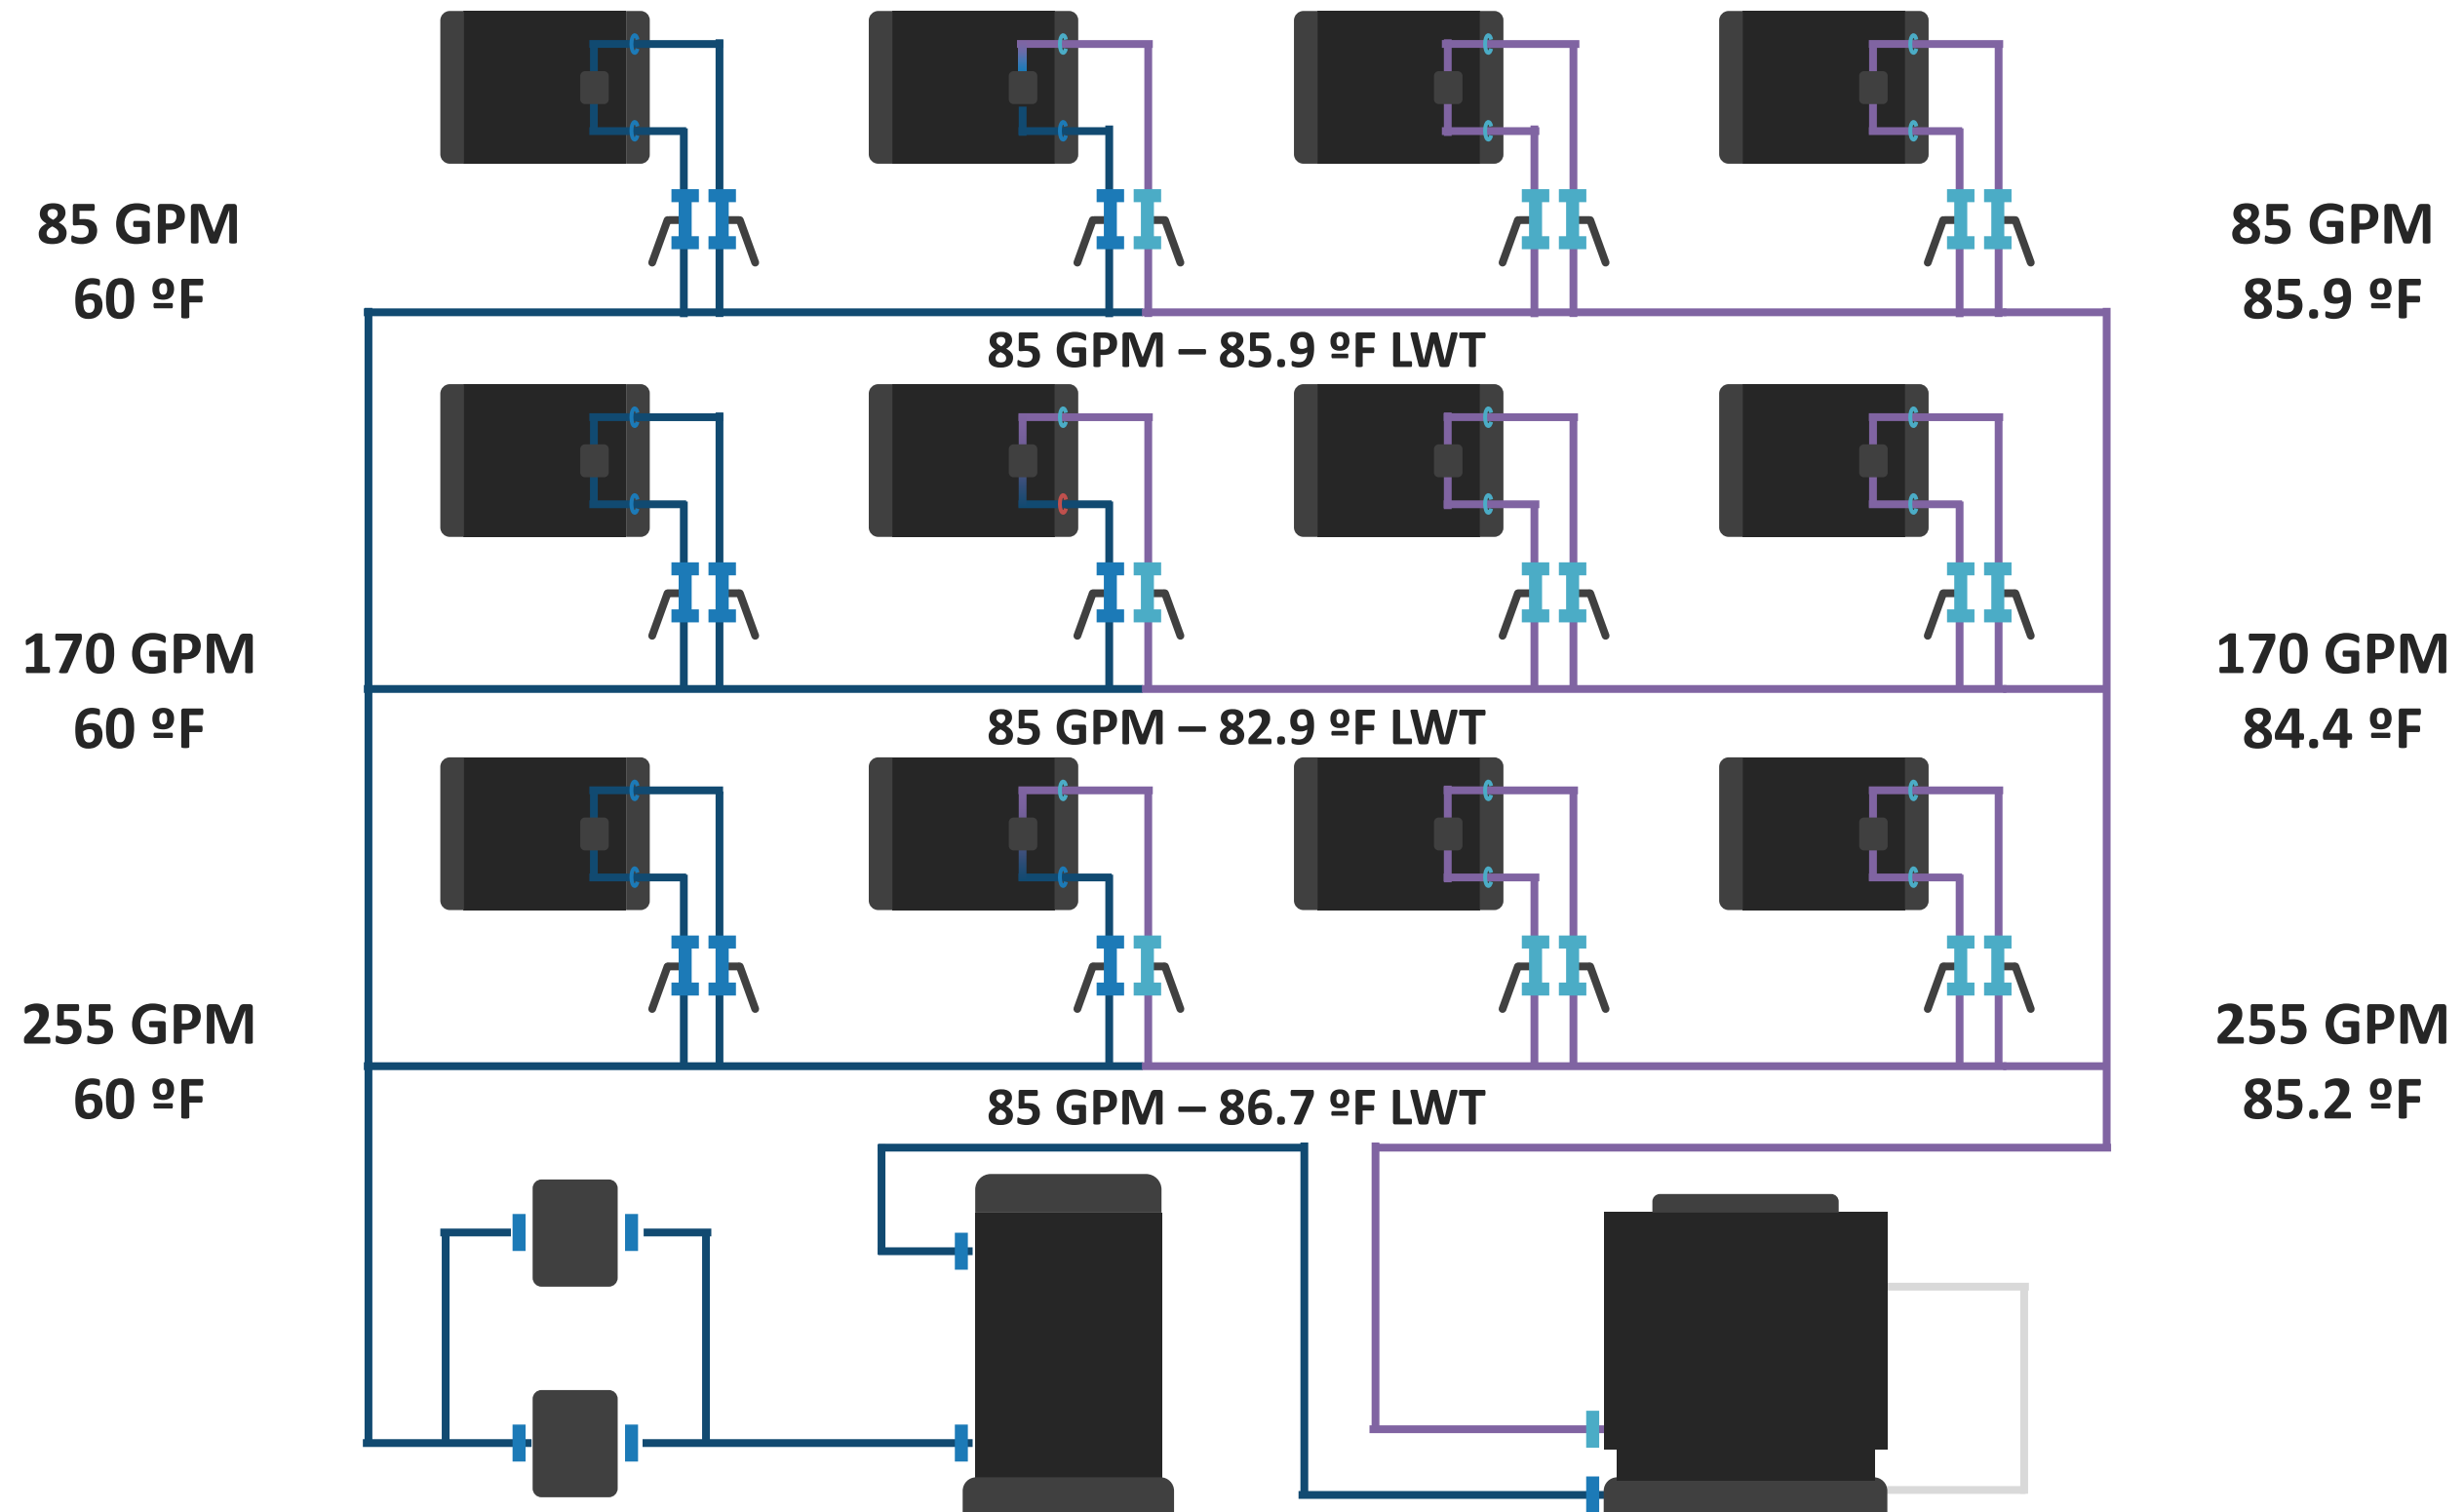 85 GPM
60 ºF
85 GPM
85.9 ºF
85 GPM – 85.9 ºF LWT
170 GPM
60 ºF
170 GPM
84.4 ºF
85 GPM – 82.9 ºF LWT
255 GPM
60 ºF
255 GPM
85.2 ºF
85 GPM – 86.7 ºF LWT